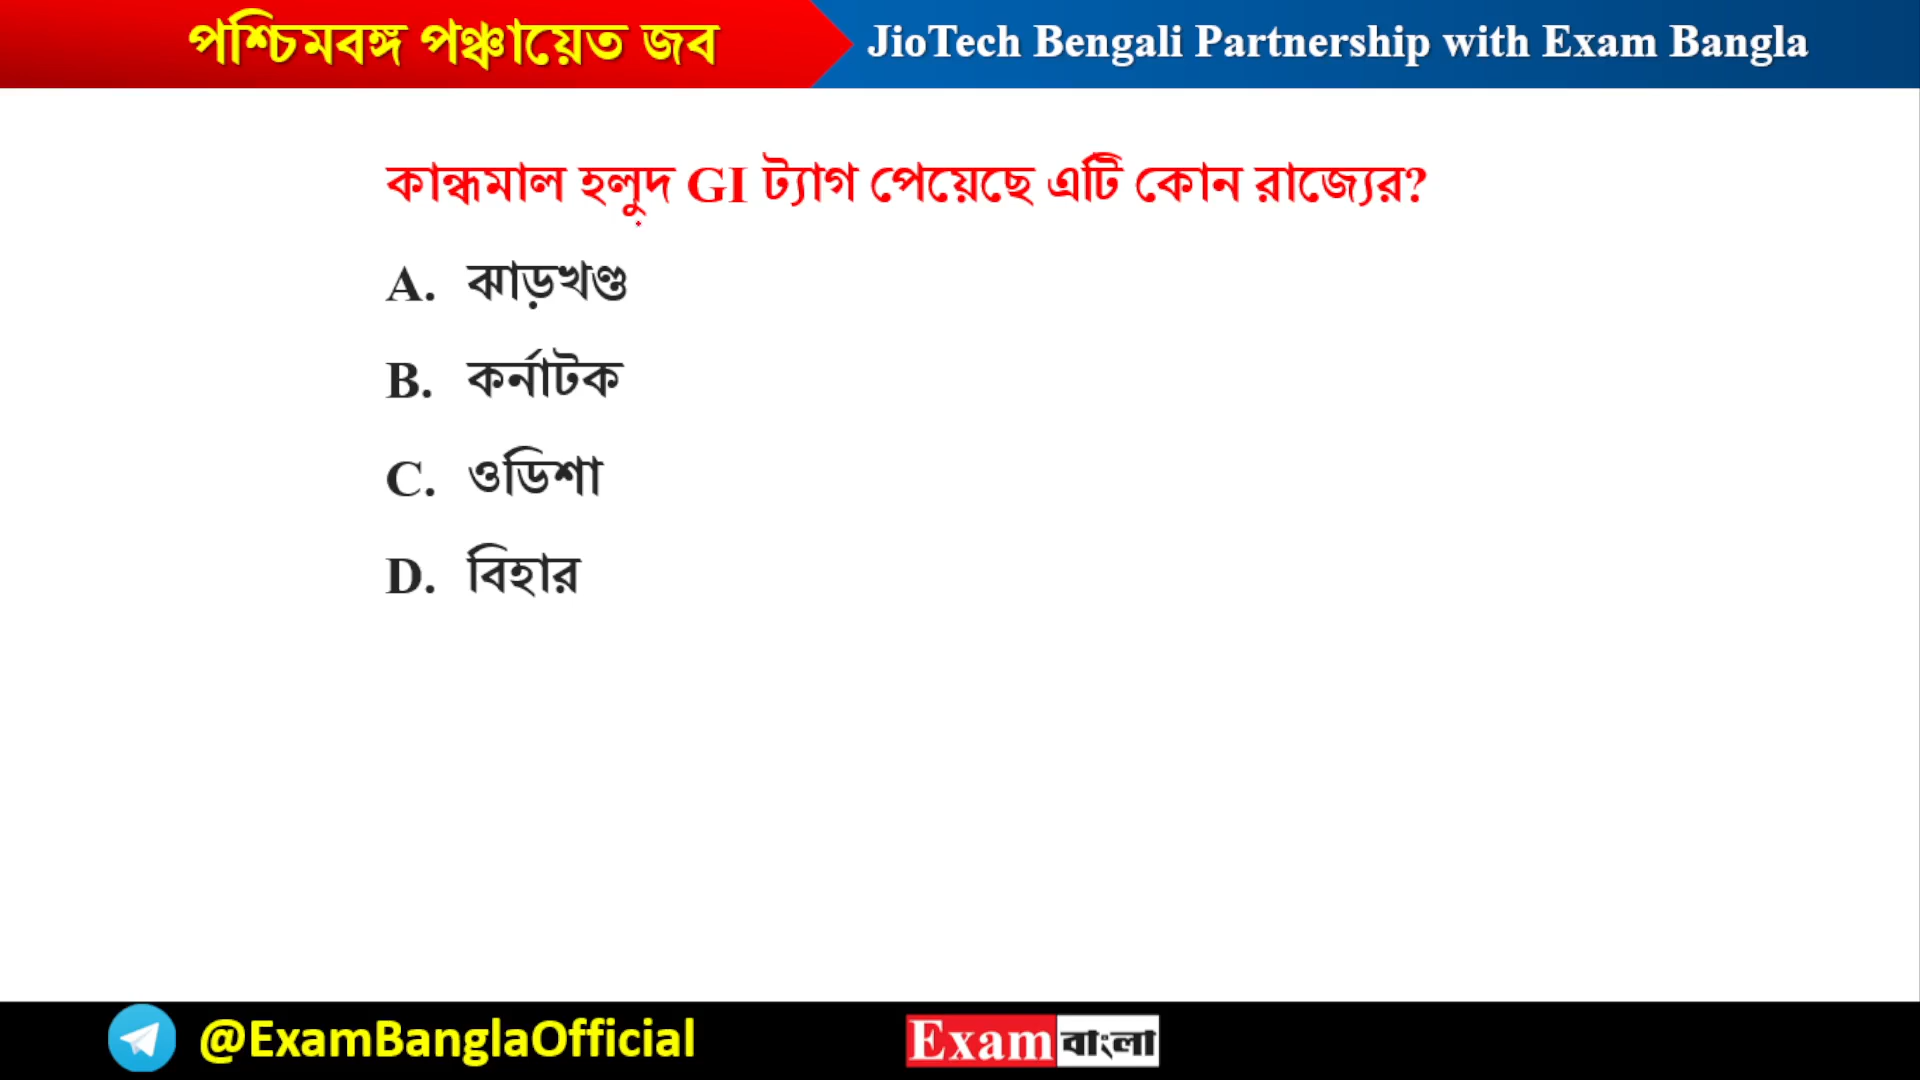 পশ্চিমবঙ্গ পঞ্চায়েত জব
JioTech Bengali Partnership with Exam Bangla
কান্ধমাল হলুদ GI ট্যাগ পেয়েছে এটি কোন রাজ্যের?
A. ঝাড়খণ্ড
B. কর্নাটক
C. ওডিশা
D. বিহার
@ExamBanglaOfficial
Exam বাংলা